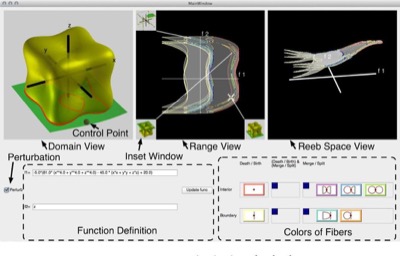 MainWindow
z
y
x
f 2
f 1
f 1
Control Point
Domain View
Inset Window
Range View
Reeb Space View
Perturbation
Perturb
Update func
Function Definition
Death / Birth
(Death / Birth) &
(Merge / Split)
Merge / Split
Interior
Boundary
Colors of Fibers